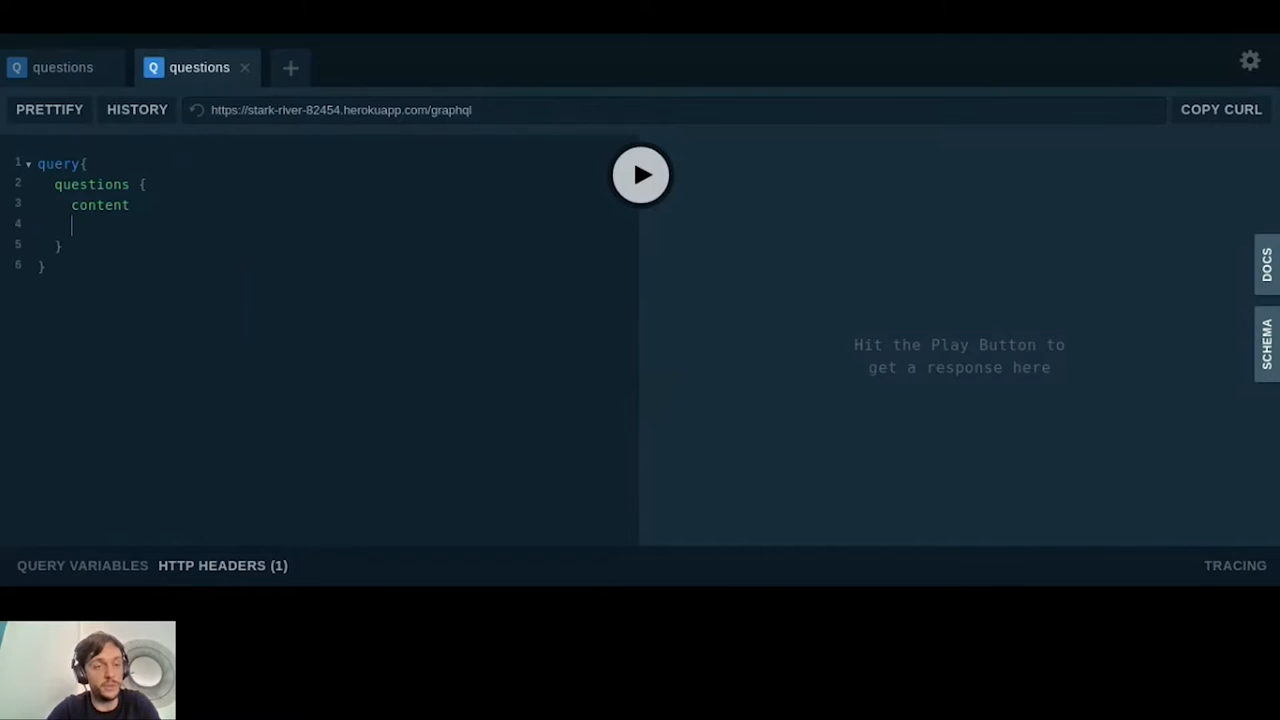 Q questions
Q questions ×
+
PRETTIFY
HISTORY
https://stark-river-82454.herokuapp.com/graphql
COPY CURL
1 query{
2 questions {
3 content
4
5 }
6 }
Hit the Play Button to
get a response here
DOCS
SCHEMA
QUERY VARIABLES
HTTP HEADERS (1)
TRACING